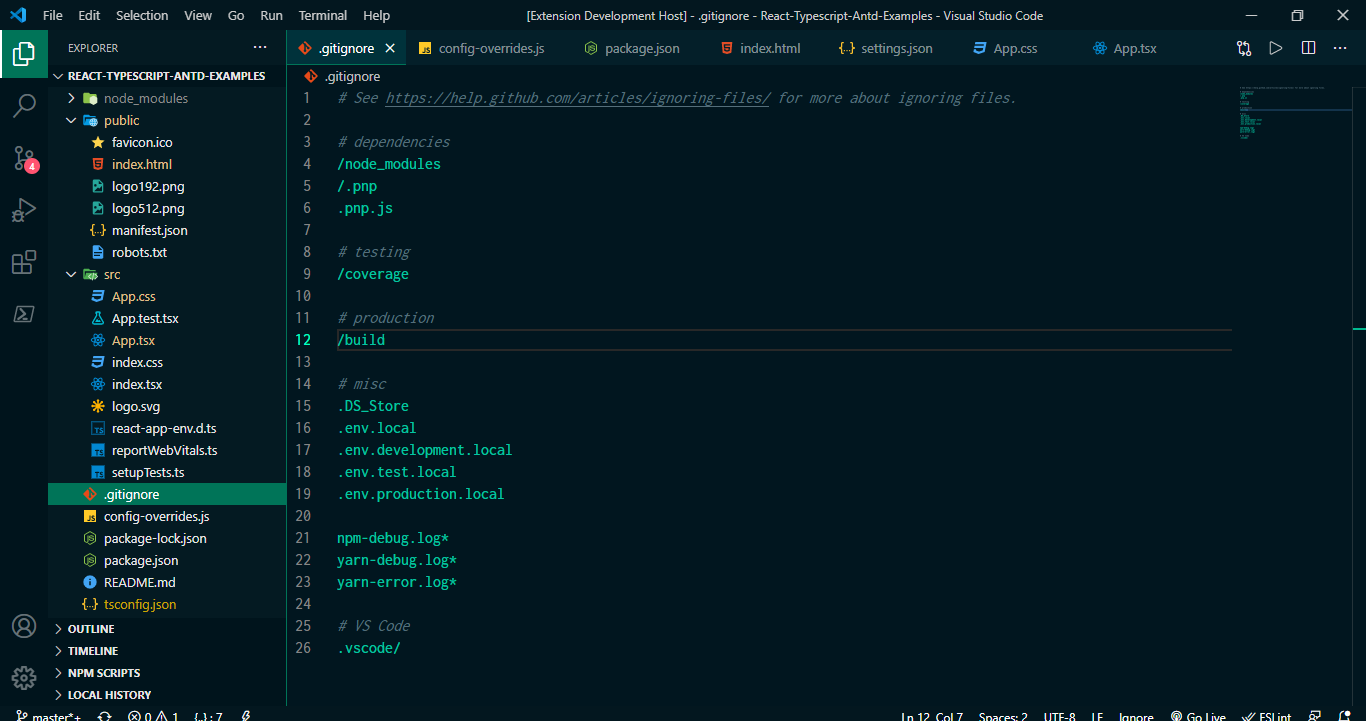 File Edit Selection View Go Run Terminal Help [Extension Development Host] - .gitignore - React-Typescript-Antd-Examples - Visual Studio Code
EXPLORER
REACT-TYPESCRIPT-ANTD-EXAMPLES
node_modules
public
favicon.ico
index.html
logo192.png
logo512.png
{..} manifest.json
robots.txt
src
App.css
App.test.tsx
App.tsx
index.css
index.tsx
logo.svg
TS react-app-env.d.ts
TS reportWebVitals.ts
TS setupTests.ts
.gitignore
JS config-overrides.js
package-lock.json
package.json
README.md
{..} tsconfig.json
OUTLINE
TIMELINE
NPM SCRIPTS
LOCAL HISTORY
4
.gitignore JS config-overrides.js package.json index.html {..} settings.json App.css App.tsx
.gitignore
1 # See https://help.github.com/articles/ignoring-files/ for more about ignoring files.
2
3 # dependencies
4 /node_modules
5 /.pnp
6 .pnp.js
7
8 # testing
9 /coverage
10
11 # production
12 /build
13
14 # misc
15 .DS_Store
16 .env.local
17 .env.development.local
18 .env.test.local
19 .env.production.local
20
21 npm-debug.log*
22 yarn-debug.log*
23 yarn-error.log*
24
25 # VS Code
26 .vscode/
master*+ 0 1 {..}: 7 Ln 12, Col 7 Spaces: 2 UTF-8 LF Ignore Go Live ESLint